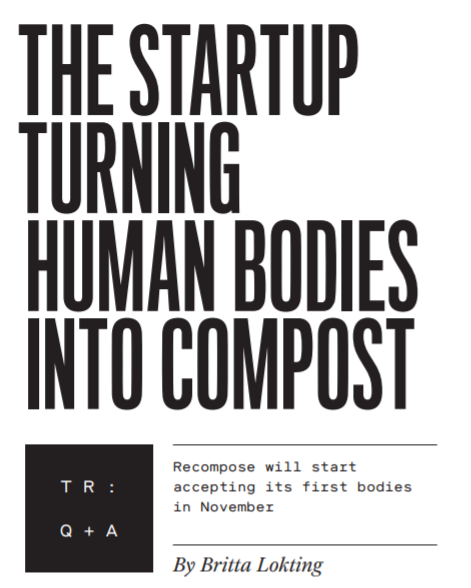 THE STARTUP
TURNING
HUMAN BODIES
INTO COMPOST
TR:
Q+A
Recompose will start
accepting its first bodies
in November
By Britta Lokting